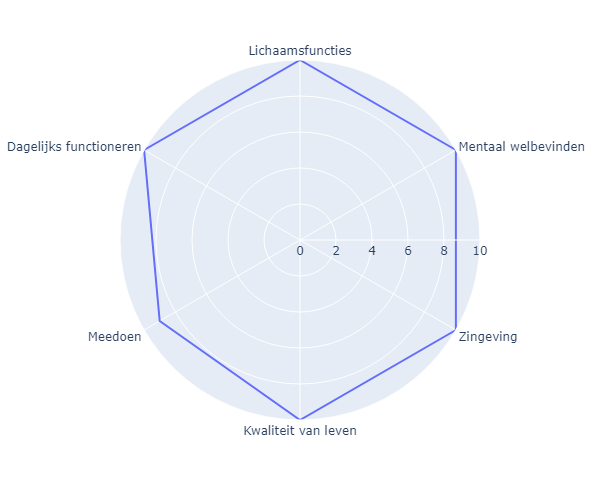 Lichaamsfuncties
Dagelijks functioneren
Mentaal welbevinden
0 2 4 6 8 10
Meedoen
Zingeving
Kwaliteit van leven